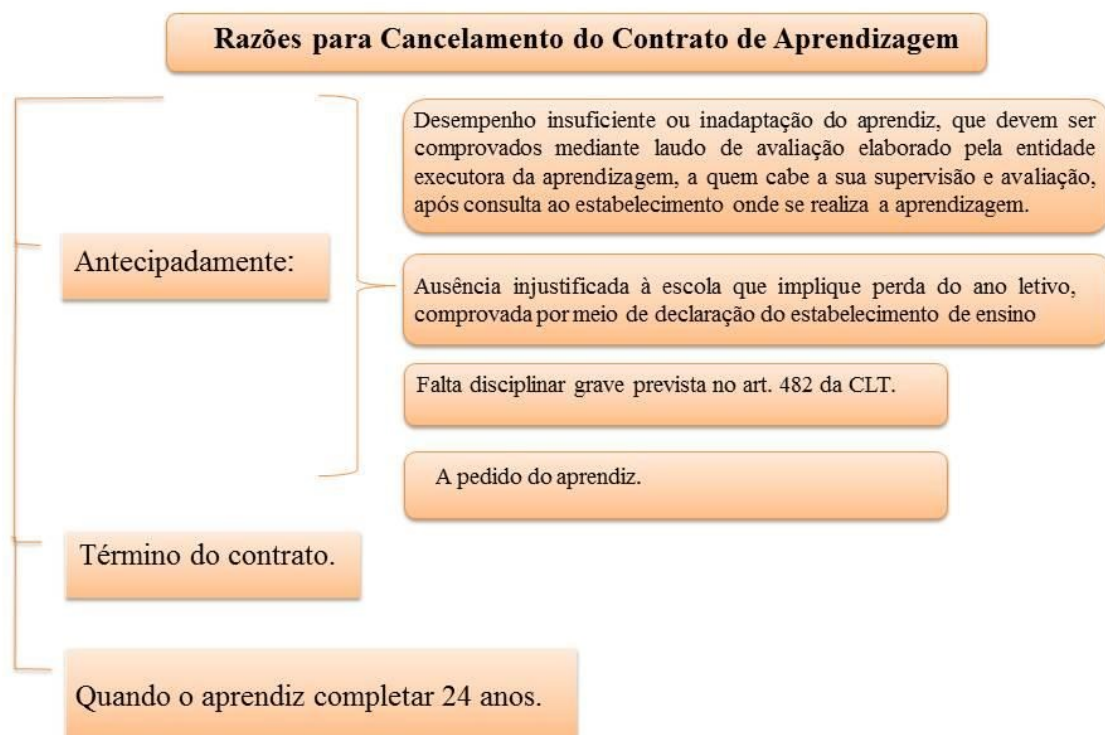 Razões para Cancelamento do Contrato de Aprendizagem
Antecipadamente:
Desempenho insuficiente ou inadaptação do aprendiz, que devem ser
comprovados mediante laudo de avaliação elaborado pela entidade
executora da aprendizagem, a quem cabe a sua supervisão e avaliação,
após consulta ao estabelecimento onde se realiza a aprendizagem.
Ausência injustificada à escola que implique perda do ano letivo,
comprovada por meio de declaração do estabelecimento de ensino
Falta disciplinar grave prevista no art. 482 da CLT.
A pedido do aprendiz.
Término do contrato.
Quando o aprendiz completar 24 anos.